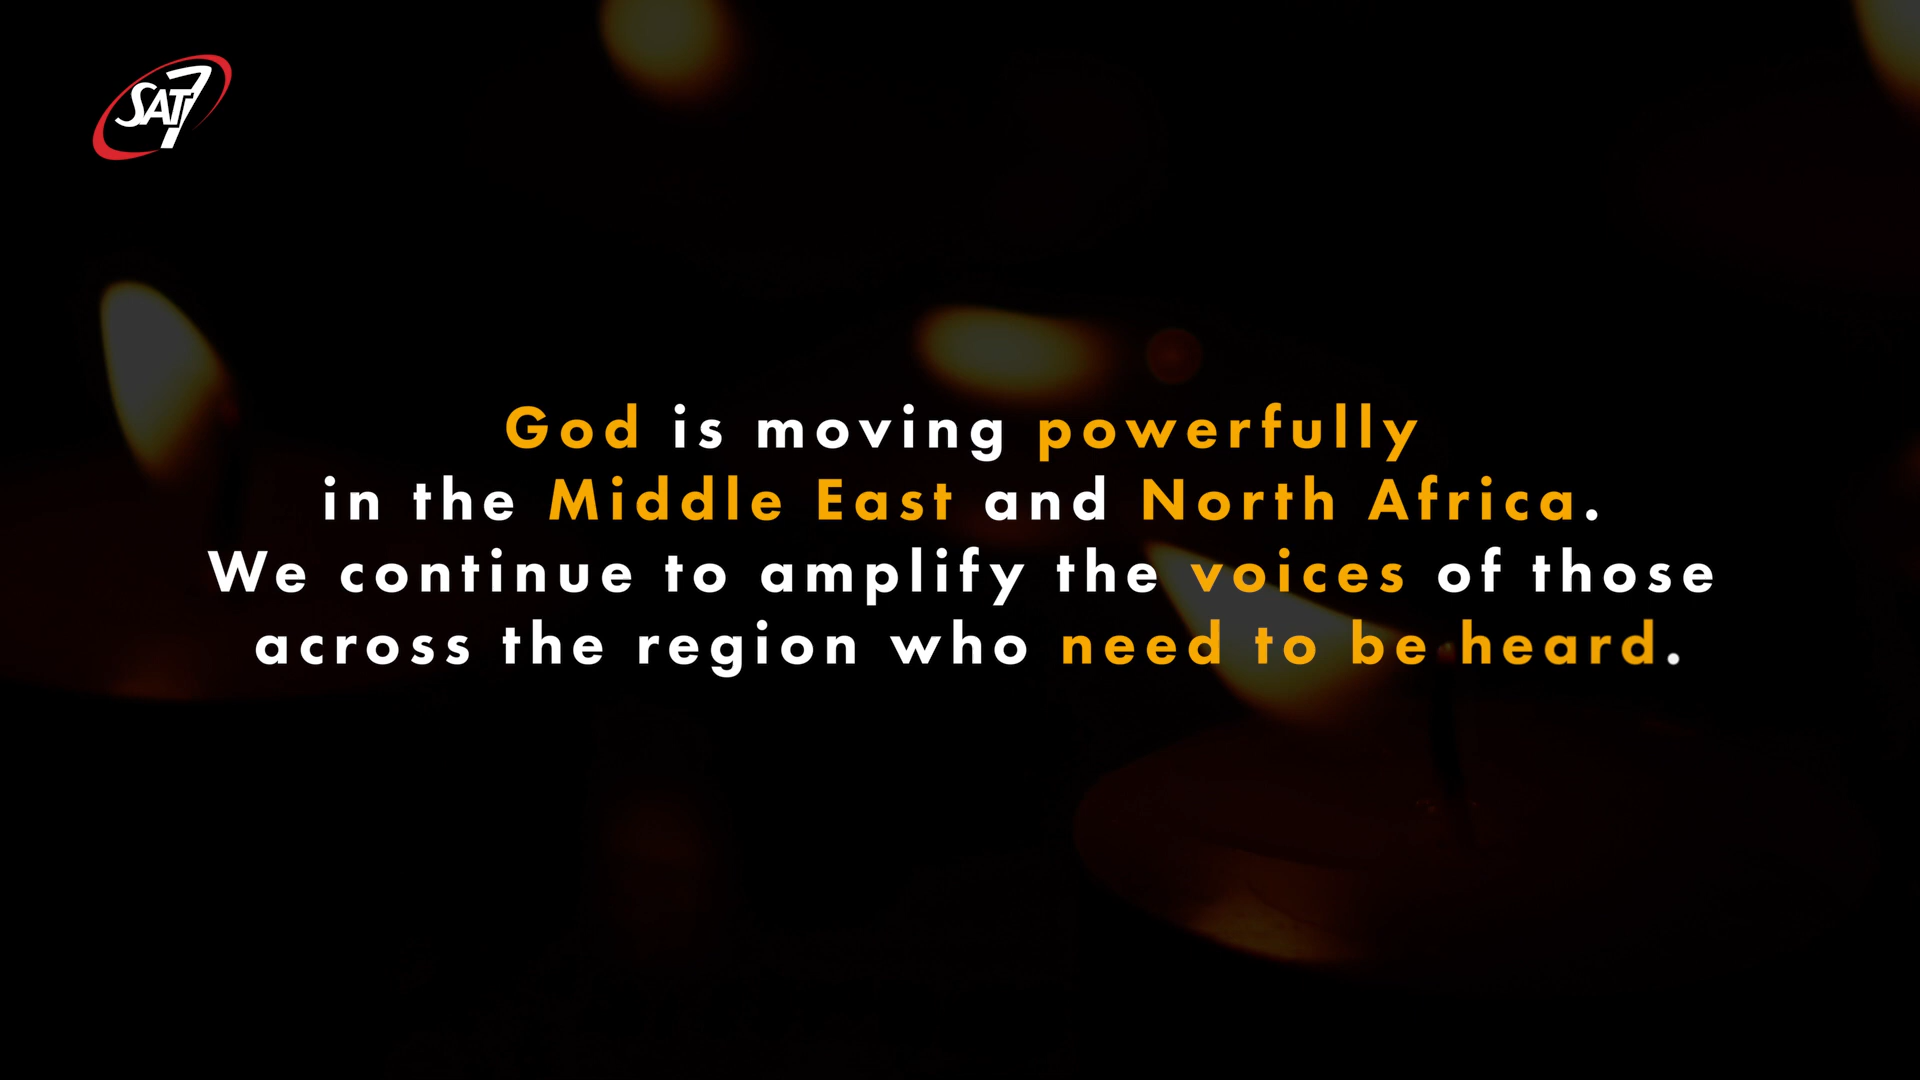 SAT7
God is moving powerfully
in the Middle East and North Africa.
We continue to amplify the voices of those
across the region who need to be heard.